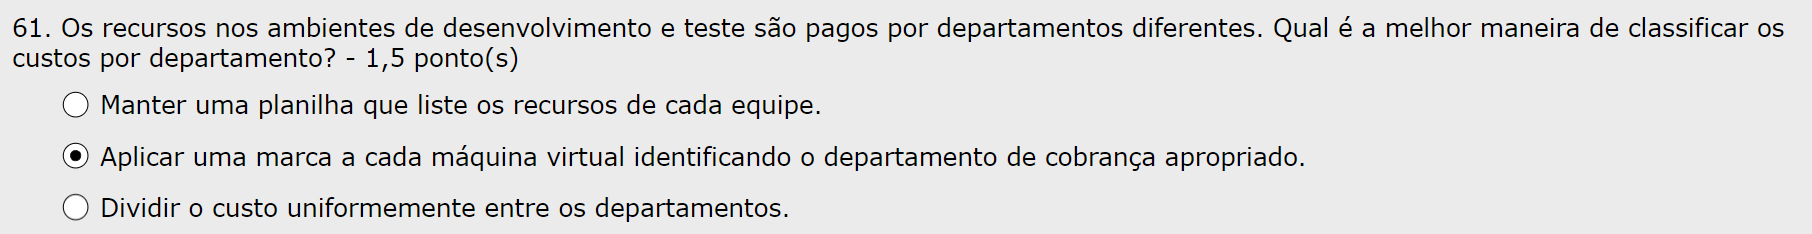 61. Os recursos nos ambientes de desenvolvimento e teste são pagos por departamentos diferentes. Qual é a melhor maneira de classificar os
custos por departamento? - 1,5 ponto(s)
Manter uma planilha que liste os recursos de cada equipe.
Aplicar uma marca a cada máquina virtual identificando o departamento de cobrança apropriado.
Dividir o custo uniformemente entre os departamentos.